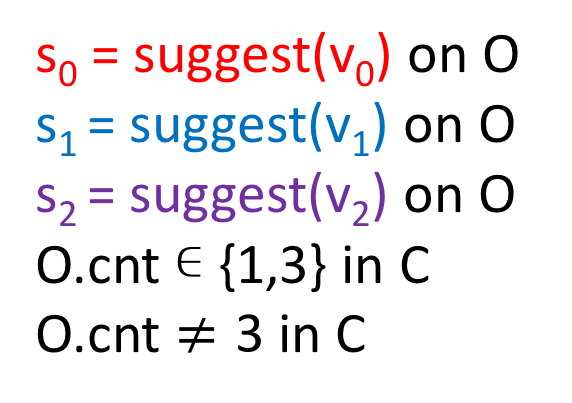 s₀ = suggest(v₀) on O
s₁ = suggest(v₁) on O
s₂ = suggest(v₂) on O
O.cnt ∈ {1,3} in C
O.cnt ≠ 3 in C